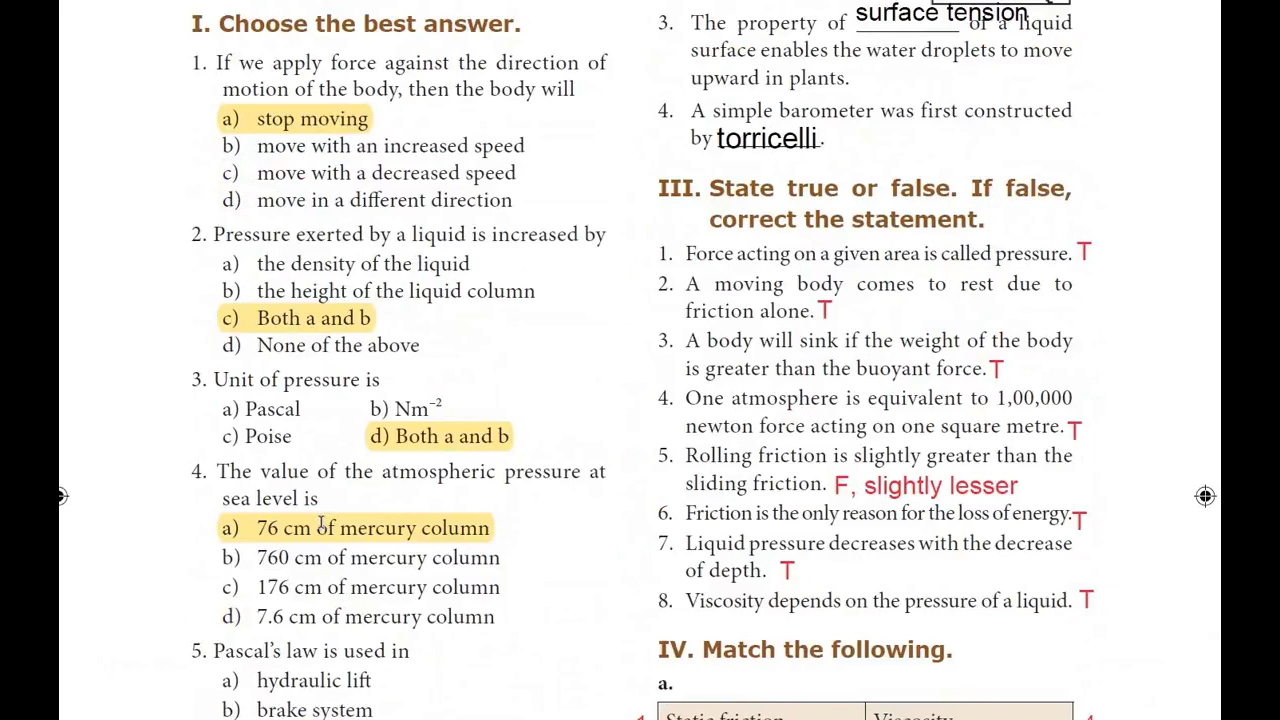 I. Choose the best answer.
1. If we apply force against the direction of
motion of the body, then the body will
a) stop moving
b) move with an increased speed
c) move with a decreased speed
d) move in a different direction
2. Pressure exerted by a liquid is increased by
a) the density of the liquid
b) the height of the liquid column
c) Both a and b
d) None of the above
3. Unit of pressure is
a) Pascal b) Nm⁻²
c) Poise d) Both a and b
4. The value of the atmospheric pressure at
sea level is
a) 76 cm of mercury column
b) 760 cm of mercury column
c) 176 cm of mercury column
d) 7.6 cm of mercury column
5. Pascal's law is used in
a) hydraulic lift
b) brake system
3. The property of surface tension of a liquid
surface enables the water droplets to move
upward in plants.
4. A simple barometer was first constructed
by torricelli.
III. State true or false. If false,
correct the statement.
1. Force acting on a given area is called pressure. T
2. A moving body comes to rest due to
friction alone. T
3. A body will sink if the weight of the body
is greater than the buoyant force. T
4. One atmosphere is equivalent to 1,00,000
newton force acting on one square metre. T
5. Rolling friction is slightly greater than the
sliding friction. F, slightly lesser
6. Friction is the only reason for the loss of energy. T
7. Liquid pressure decreases with the decrease
of depth. T
8. Viscosity depends on the pressure of a liquid. T
IV. Match the following.
a.
Static friction Viscosity